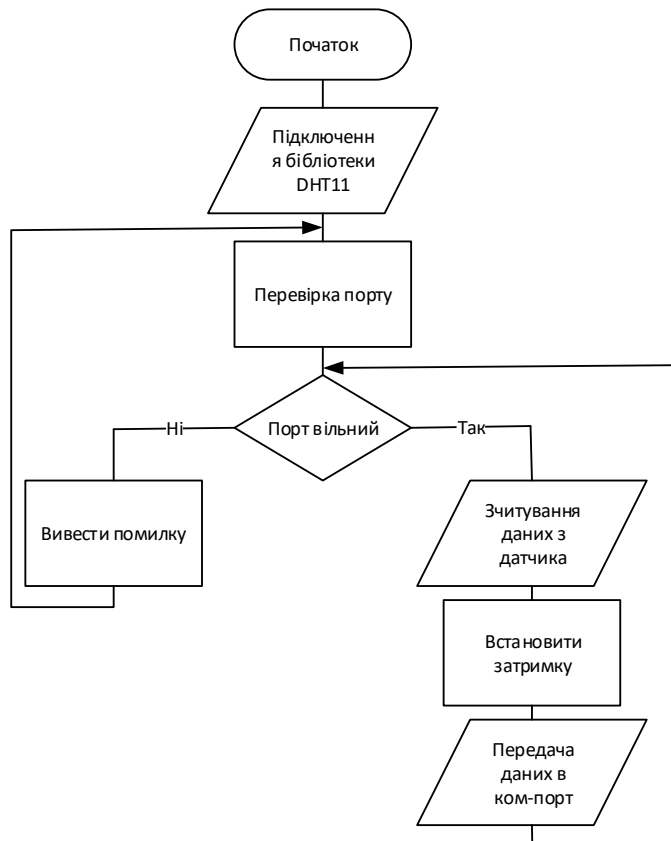 Початок
Підключенн
я бібліотеки
DHT11
Перевірка порту
Порт вільний
Ні
Так
Вивести помилку
Зчитування
даних з
датчика
Встановити
затримку
Передача
даних в
ком-порт